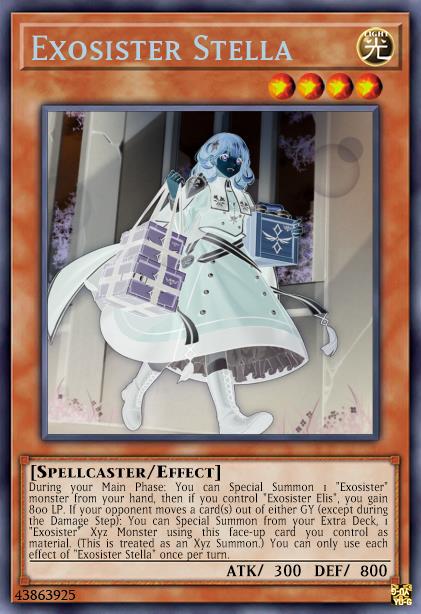 Exosister Stella
LIGHT
光
[Spellcaster/Effect]
During your Main Phase: You can Special Summon 1 "Exosister"
monster from your hand, then if you control "Exosister Elis", you gain
800 LP. If your opponent moves a card(s) out of either GY (except during
the Damage Step): You can Special Summon from your Extra Deck, 1
"Exosister" Xyz Monster using this face-up card you control as
material. (This is treated as an Xyz Summon.) You can only use each
effect of "Exosister Stella" once per turn.
ATK/ 300 DEF/ 800
43863925